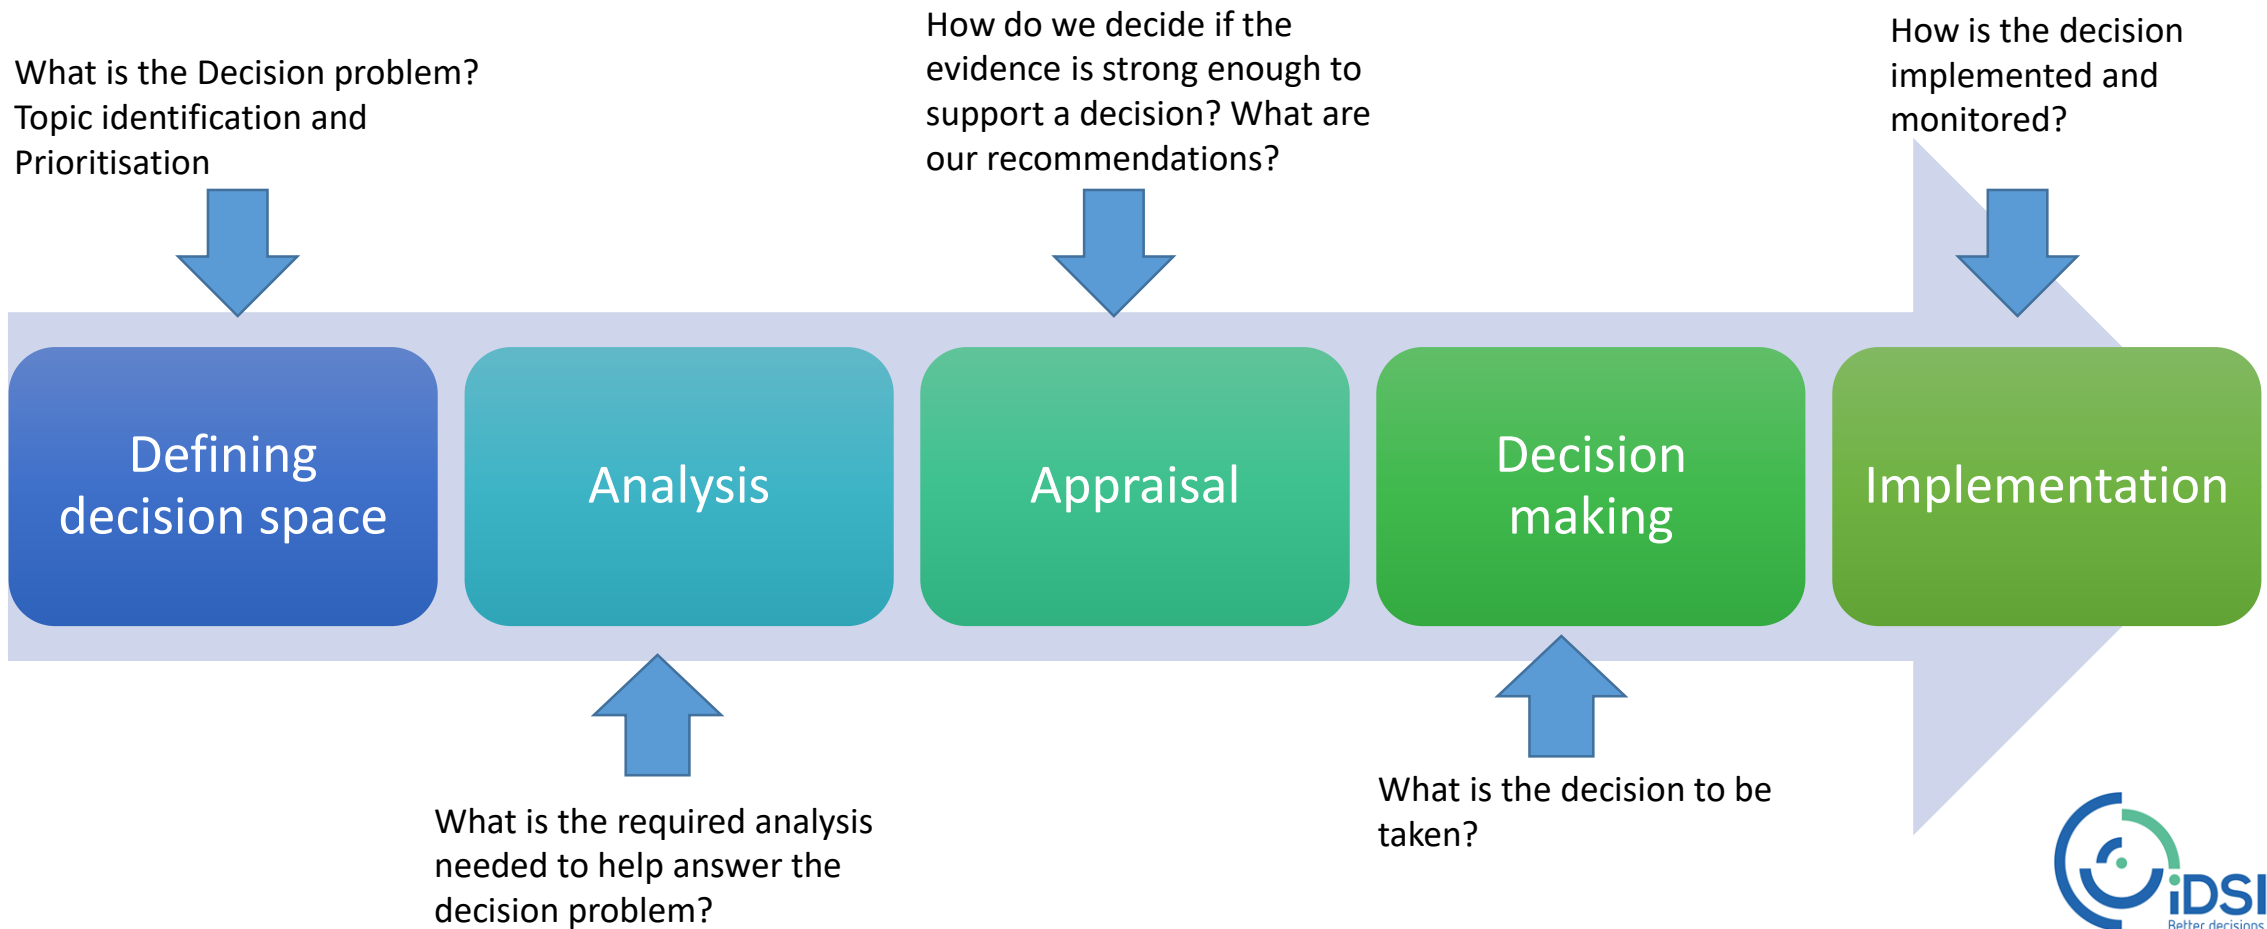 What is the Decision problem?
Topic identification and
Prioritisation
How do we decide if the
evidence is strong enough to
support a decision? What are
our recommendations?
How is the decision
implemented and
monitored?
Defining
decision space
Analysis
Appraisal
Decision
making
Implementation
What is the required analysis
needed to help answer the
decision problem?
What is the decision to be
taken?
iDSI
Better decisions